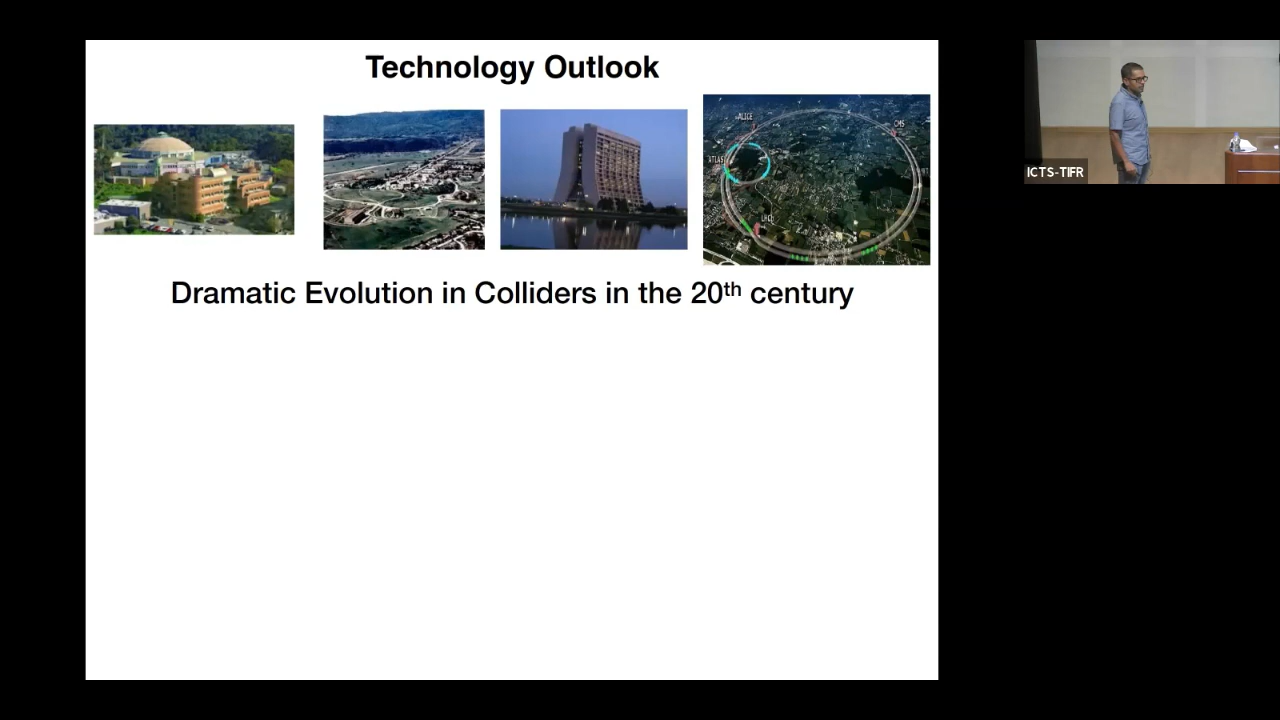 Technology Outlook
ALICE
CMS
ATLAS
LHCb
Dramatic Evolution in Colliders in the 20th century
ICTS-TIFR